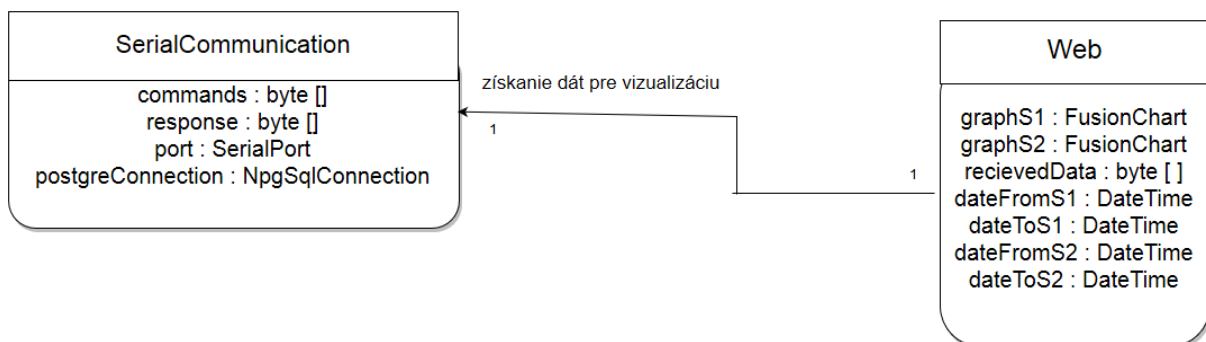 SerialCommunication
commands : byte []
response : byte []
port : SerialPort
postgreConnection : NpgSqlConnection
získanie dát pre vizualizáciu
1
1
Web
graphS1 : FusionChart
graphS2 : FusionChart
recievedData : byte [ ]
dateFromS1 : DateTime
dateToS1 : DateTime
dateFromS2 : DateTime
dateToS2 : DateTime